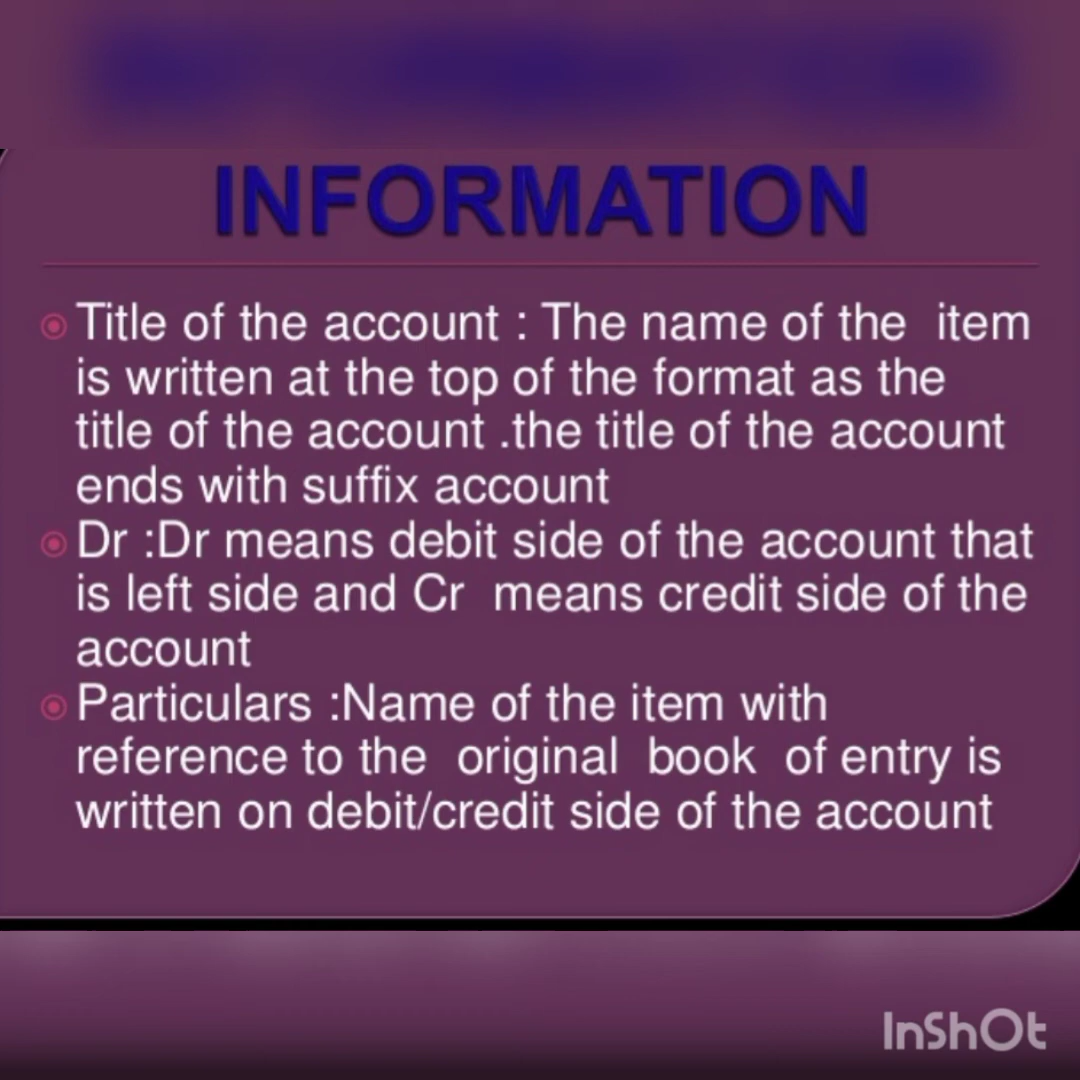 INFORMATION
Title of the account : The name of the item
is written at the top of the format as the
title of the account .the title of the account
ends with suffix account
Dr :Dr means debit side of the account that
is left side and Cr means credit side of the
account
Particulars :Name of the item with
reference to the original book of entry is
written on debit/credit side of the account
InShOt